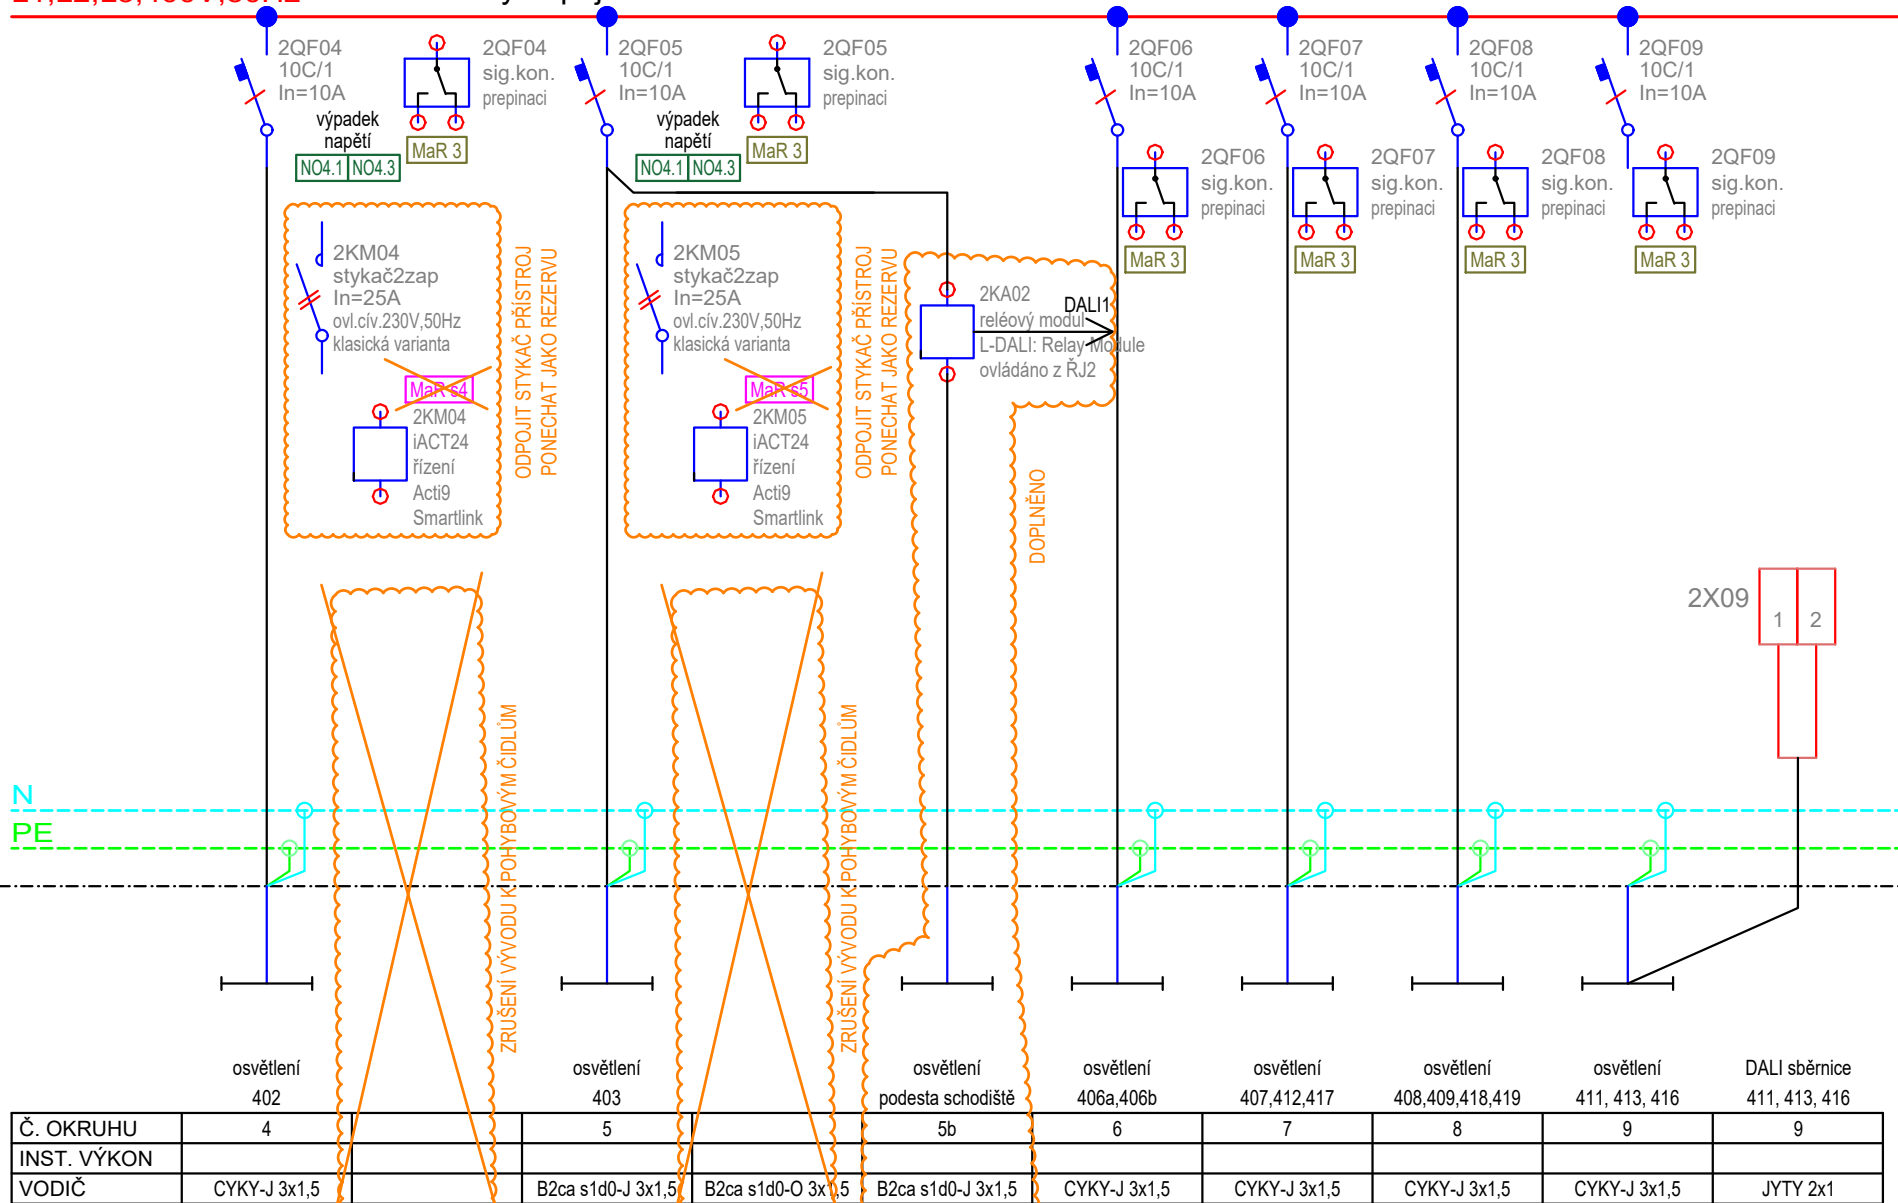 2QF04
10C/1
In=10A
výpadek
napětí
NO4.1 NO4.3
2QF04
sig.kon.
prepinaci
MaR 3
2QF05
10C/1
In=10A
výpadek
napětí
NO4.1 NO4.3
2QF05
sig.kon.
prepinaci
MaR 3
2QF06
10C/1
In=10A
2QF06
sig.kon.
prepinaci
MaR 3
2QF07
10C/1
In=10A
2QF07
sig.kon.
prepinaci
MaR 3
2QF08
10C/1
In=10A
2QF08
sig.kon.
prepinaci
MaR 3
2QF09
10C/1
In=10A
2QF09
sig.kon.
prepinaci
MaR 3
2KM04
stykač2zap
In=25A
ovl.cív.230V,50Hz
klasická varianta
MaR s4
2KM04
iACT24
řízení
Acti9
Smartlink
ODPOJIT STYKAČ PŘÍSTROJ
PONECHAT JAKO REZERVU
2KM05
stykač2zap
In=25A
ovl.cív.230V,50Hz
klasická varianta
MaR s5
2KM05
iACT24
řízení
Acti9
Smartlink
ODPOJIT STYKAČ PŘÍSTROJ
PONECHAT JAKO REZERVU
2KA02
reléový modul
L-DALI: Relay Module
ovládáno z ŘJ2
DALI1
DOPLNĚNO
2X09
1 2
ZRUŠENÍ VÝVODU K POHYBOVÝM ČIDLŮM
ZRUŠENÍ VÝVODU K POHYBOVÝM ČIDLŮM
N
PE
osvětlení
402
osvětlení
403
osvětlení
podesta schodiště
osvětlení
406a,406b
osvětlení
407,412,417
osvětlení
408,409,418,419
osvětlení
411, 413, 416
DALI sběrnice
411, 413, 416
Č. OKRUHU 4 5 5b 6 7 8 9 9
INST. VÝKON
VODIČ CYKY-J 3x1,5 B2ca s1d0-J 3x1,5 B2ca s1d0-O 3x1,5 B2ca s1d0-J 3x1,5 CYKY-J 3x1,5 CYKY-J 3x1,5 CYKY-J 3x1,5 CYKY-J 3x1,5 JYTY 2x1